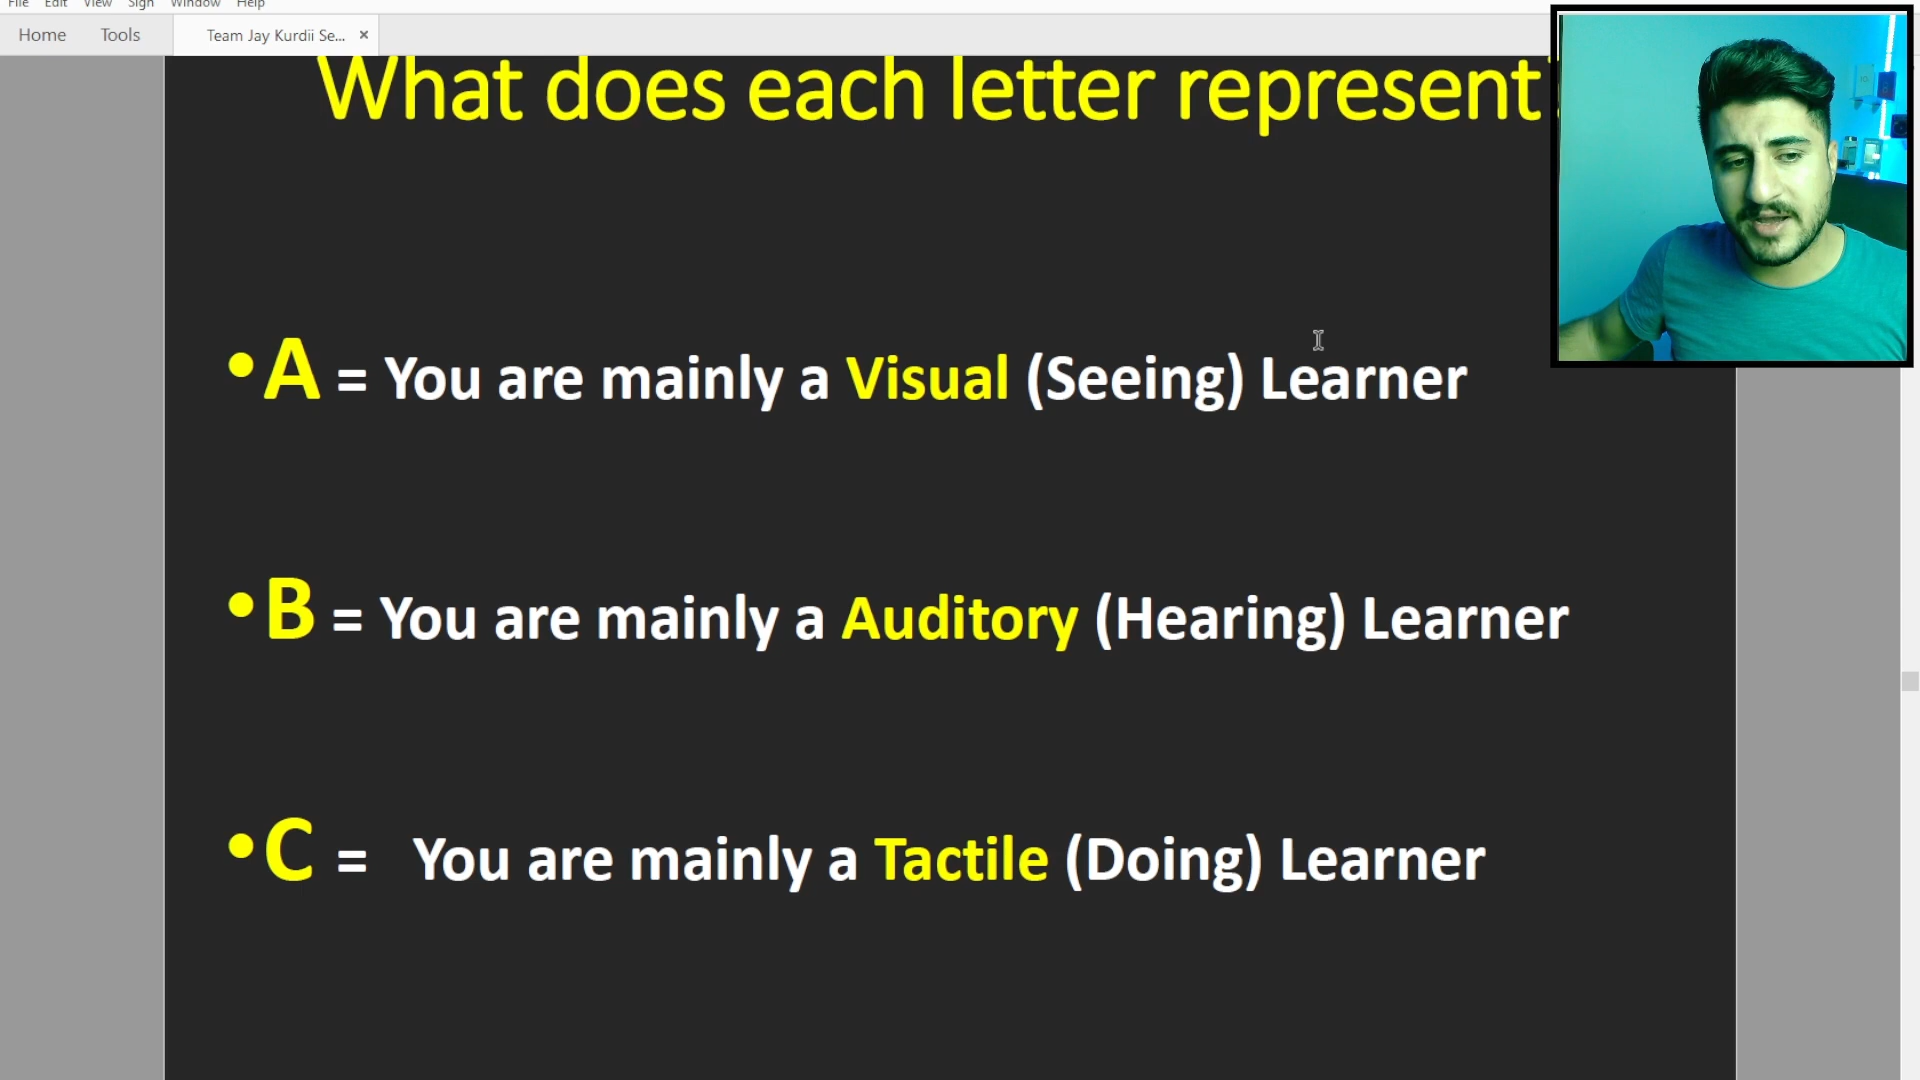 File Edit View Sign Window Help
Home Tools Team Jay Kurdii Se... ×
What does each letter represent
• A = You are mainly a Visual (Seeing) Learner
• B = You are mainly a Auditory (Hearing) Learner
• C = You are mainly a Tactile (Doing) Learner